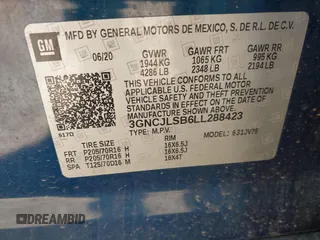 MFD BY GENERAL MOTORS DE MEXICO, S. DE R.L. DE C.V.
GM
06/20
GVWR GAWR FRT GAWR RR
1944 KG 1065 KG 995 KG
4286 LB 2348 LB 2194 LB
THIS VEHICLE CONFORMS TO ALL APPLICABLE U.S. FEDERAL MOTOR VEHICLE SAFETY, BUMPER, AND THEFT PREVENTION STANDARDS IN EFFECT ON THE DATE OF MANUFACTURE SHOWN ABOVE.
3GNCJLSB6LL288423
TYPE: M.P.V.
TIRE SIZE RIM
FRT P205/70R16 H 16X6.5J
RR P205/70R16 H 16X6.5J
SPA T125/70D16 M 16X4T
DREAMBID